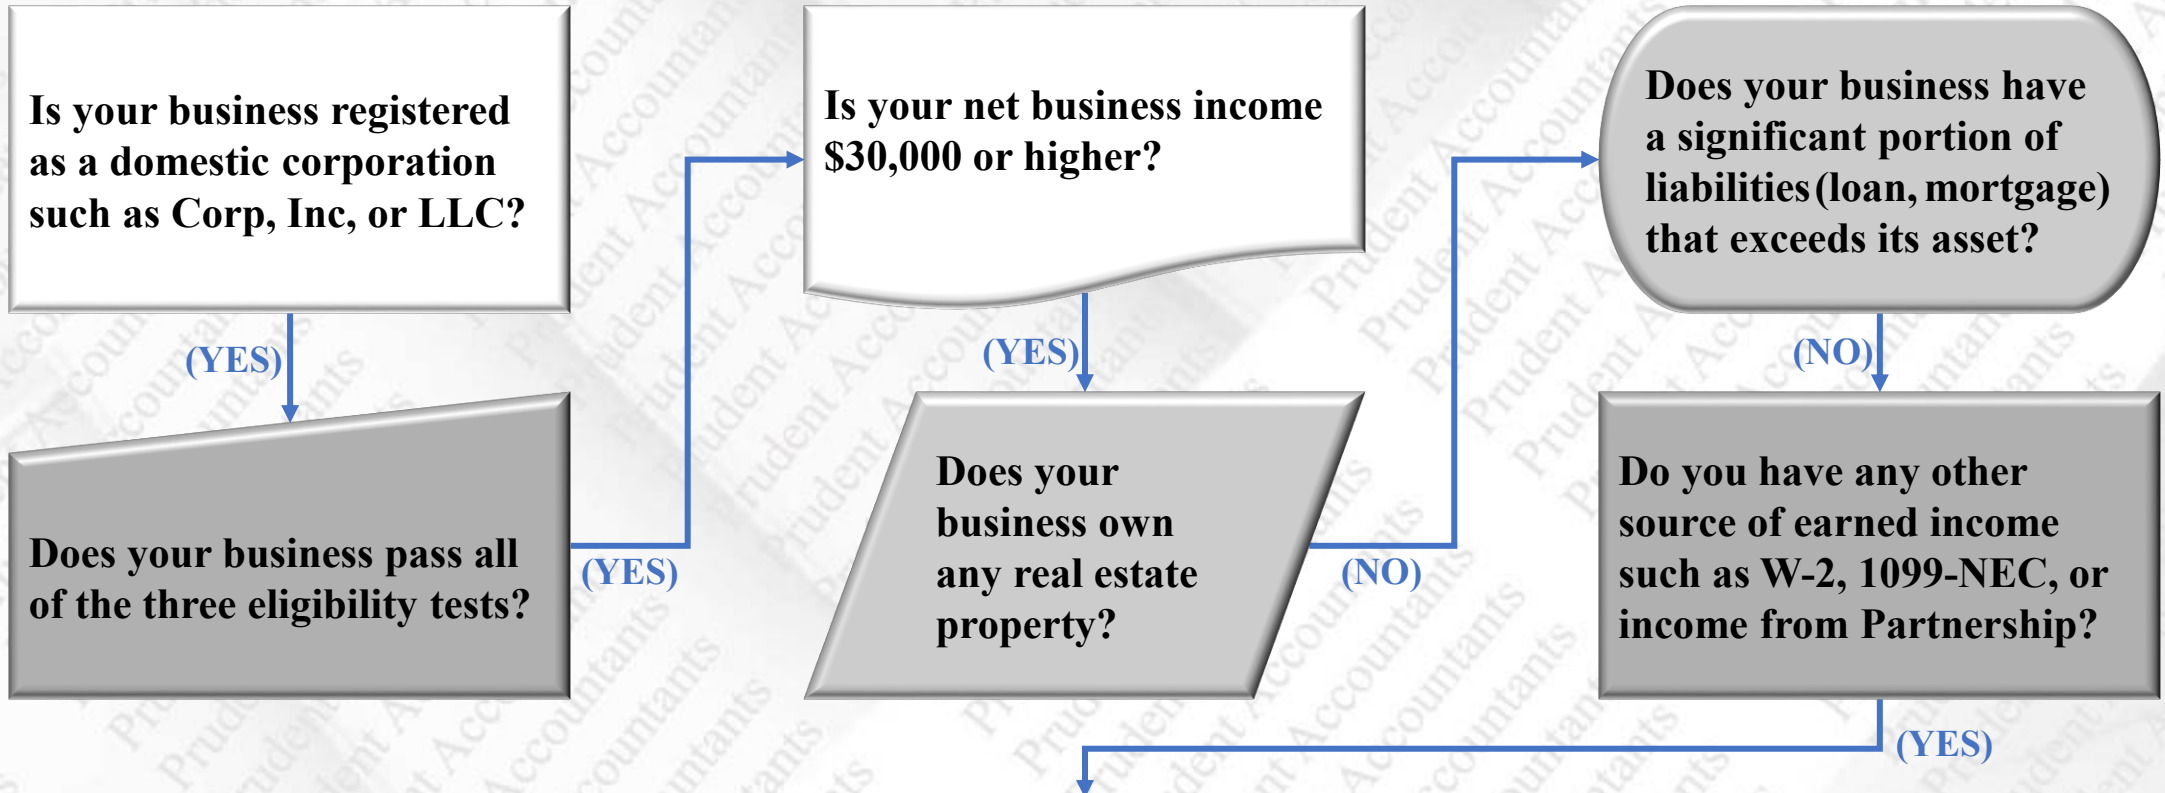 Is your business registered
as a domestic corporation
such as Corp, Inc, or LLC?
(YES)
Does your business pass all
of the three eligibility tests?
(YES)
Is your net business income
$30,000 or higher?
(YES)
Does your
business own
any real estate
property?
(NO)
Does your business have
a significant portion of
liabilities (loan, mortgage)
that exceeds its asset?
(NO)
Do you have any other
source of earned income
such as W-2, 1099-NEC, or
income from Partnership?
(YES)
Prudent Accountants